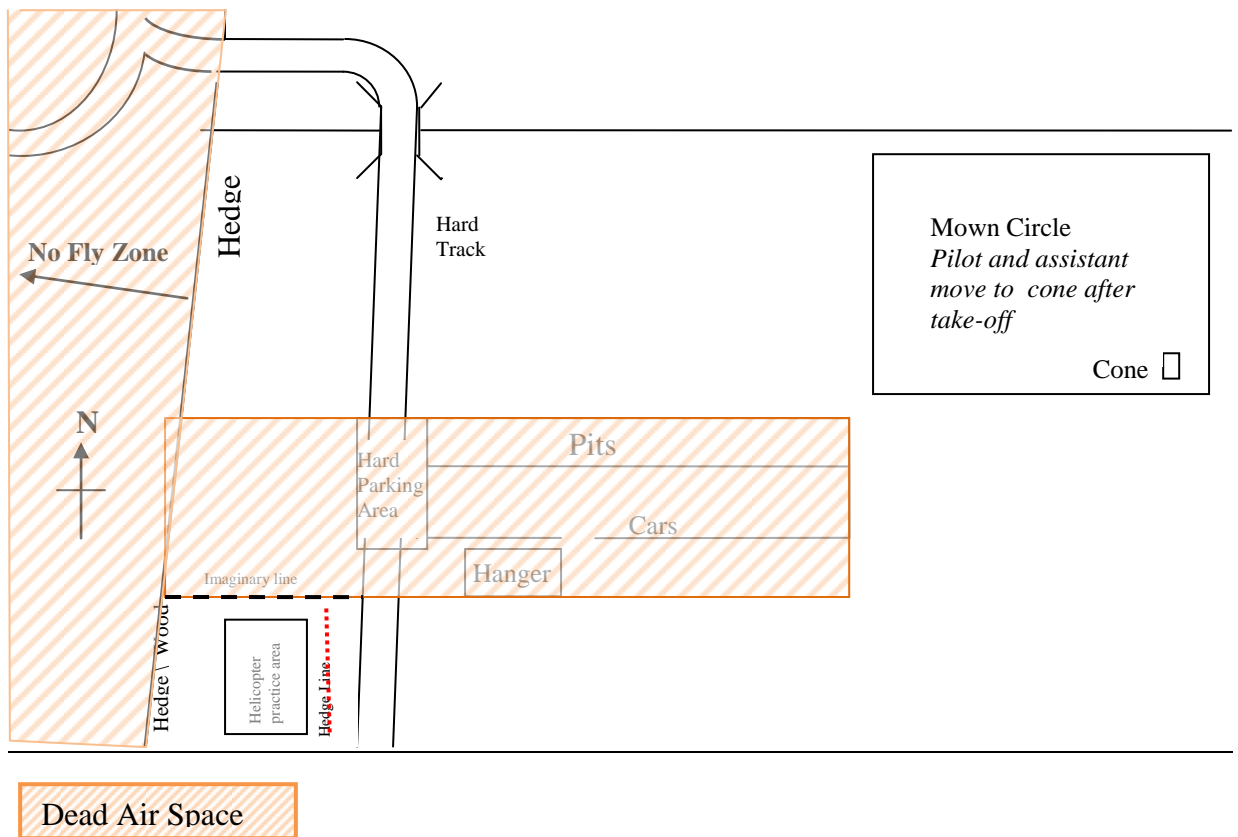 Hedge
No Fly Zone
Hard
Track
Mown Circle
Pilot and assistant
move to cone after
take-off
Cone
N
Pits
Hard
Parking
Area
Cars
Hanger
Imaginary line
Hedge \ Wood
Helicopter
practice area
Hedge Line
Dead Air Space